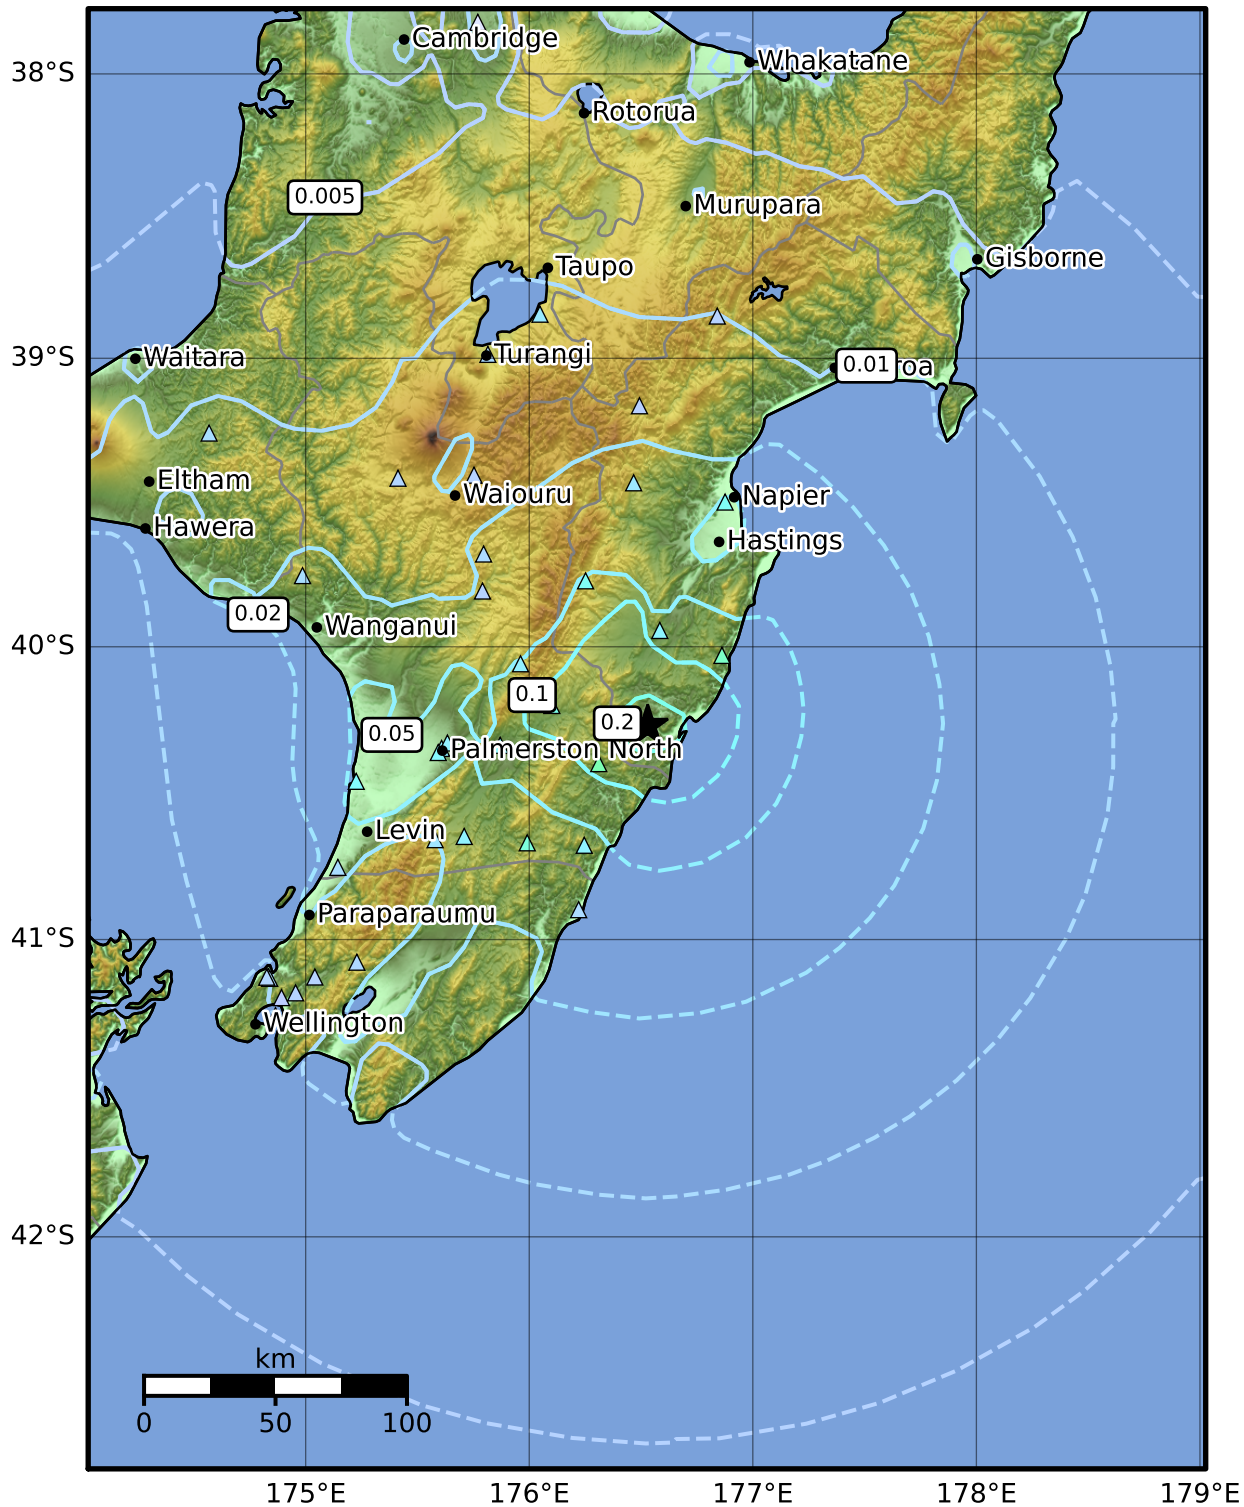 Cambridge
Whakatane
38°S
Rotorua
0.005
Murupara
Gisborne
Taupo
Turangi
Waitara
39°S
0.01
roa
Eltham
Waiouru
Napier
Hawera
Hastings
0.02
Wanganui
40°S
0.1
0.2
0.05
Palmerston North
Levin
Paraparaumu
41°S
Wellington
42°S
km
0 50 100
175°E 176°E 177°E 178°E 179°E